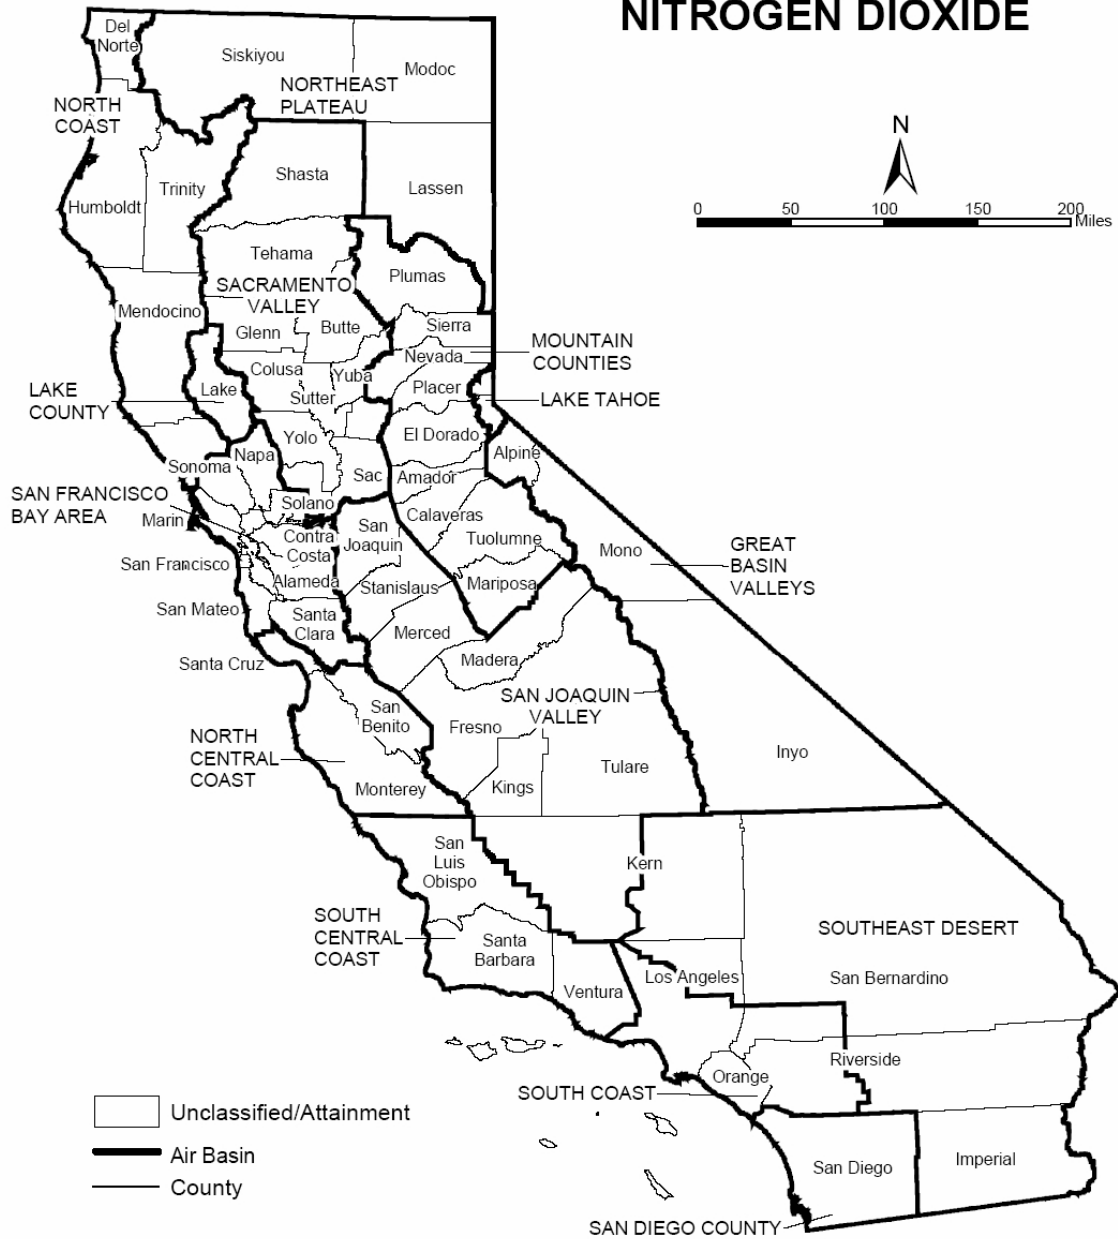 NITROGEN DIOXIDE
Del
Norte
Siskiyou
Modoc
NORTHEAST
PLATEAU
NORTH
COAST
N
Shasta
Trinity
Lassen
Humboldt
0 50 100 150 200
Miles
Tehama
Plumas
SACRAMENTO
VALLEY
Mendocino
Glenn
Butte
Sierra
MOUNTAIN
COUNTIES
Nevada
Colusa
Yuba
Lake
Placer
LAKE
COUNTY
Sutter
LAKE TAHOE
Yolo
El Dorado
Napa
Alpine
Sonoma
Sac
Amador
SAN FRANCISCO
BAY AREA
Solano
Marin
Calaveras
San
Joaquin
Contra
Costa
Tuolumne
Mono
GREAT
BASIN
VALLEYS
San Francisco
Alameda
Stanislaus
Mariposa
San Mateo
Santa
Clara
Merced
Santa Cruz
Madera
SAN JOAQUIN
VALLEY
San
Benito
Fresno
NORTH
CENTRAL
COAST
Inyo
Tulare
Monterey
Kings
San
Luis
Obispo
Kern
SOUTH
CENTRAL
COAST
SOUTHEAST DESERT
Santa
Barbara
Los Angeles
San Bernardino
Ventura
Riverside
Orange
SOUTH COAST
Unclassified/Attainment
Air Basin
County
San Diego
Imperial
SAN DIEGO COUNTY